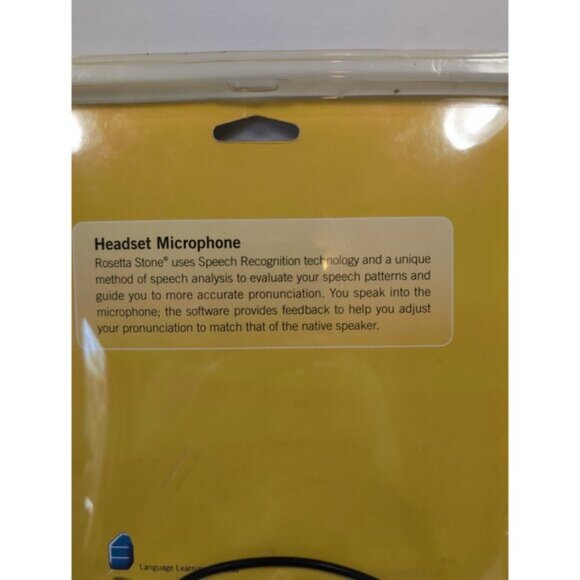 Headset Microphone
Rosetta Stone® uses Speech Recognition technology and a unique
method of speech analysis to evaluate your speech patterns and
guide you to more accurate pronunciation. You speak into the
microphone; the software provides feedback to help you adjust
your pronunciation to match that of the native speaker.
Language